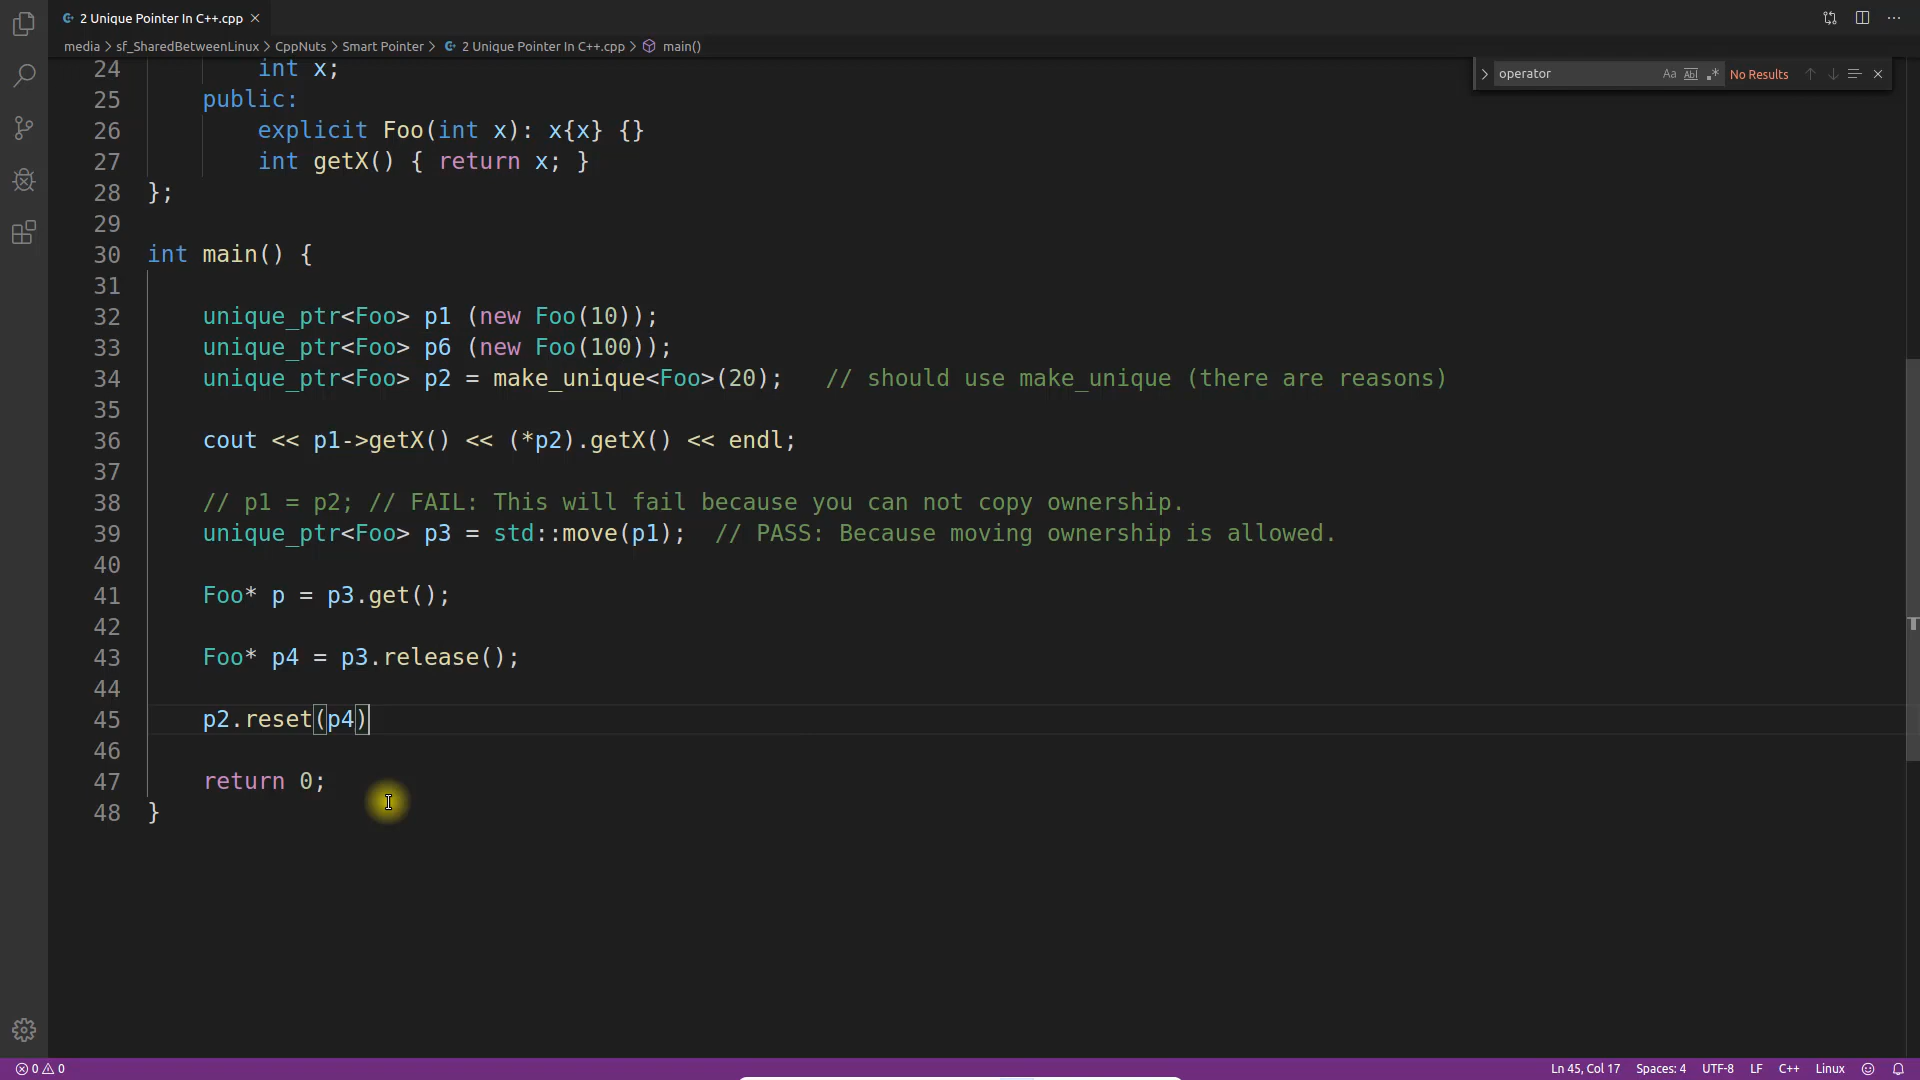 2 Unique Pointer In C++.cpp
media > sf_SharedBetweenLinux > CppNuts > Smart Pointer > 2 Unique Pointer In C++.cpp > main()
operator Aa Abl .* No Results
24 int x;
25 public:
26 explicit Foo(int x): x{x} {}
27 int getX() { return x; }
28 };
29
30 int main() {
31
32 unique_ptr<Foo> p1 (new Foo(10));
33 unique_ptr<Foo> p6 (new Foo(100));
34 unique_ptr<Foo> p2 = make_unique<Foo>(20); // should use make_unique (there are reasons)
35
36 cout << p1->getX() << (*p2).getX() << endl;
37
38 // p1 = p2; // FAIL: This will fail because you can not copy ownership.
39 unique_ptr<Foo> p3 = std::move(p1); // PASS: Because moving ownership is allowed.
40
41 Foo* p = p3.get();
42
43 Foo* p4 = p3.release();
44
45 p2.reset(p4)
46
47 return 0;
48 }
0 0 Ln 45, Col 17 Spaces: 4 UTF-8 LF C++ Linux